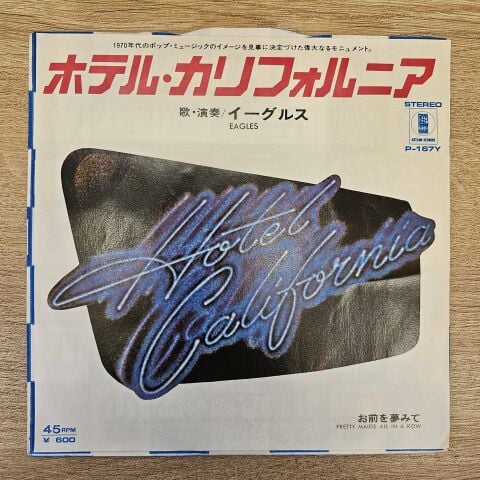 1970年代のポップ・ミュージックのイメージを見事に決定づけた偉大なるモニュメント。
ホテル・カリフォルニア
歌・演奏/イーグルス
EAGLES
STEREO
ASYLUM RECORDS
P-167Y
Hotel
California
お前を夢みて
PRETTY MAIDS ALL IN A ROW
45RPM
¥ 600